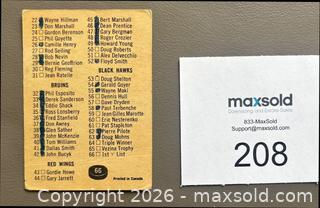 22 Wayne Hillman
23 Don Marshall
24 Gordon Berenson
25 Phil Goyette
26 Camille Henry
27 Rod Seiling
28 Bob Nevin
29 Bernie Geoffrion
30 Reg Fleming
31 Jean Ratelle
BRUINS
32 Phil Esposito
33 Derek Sanderson
34 Eddie Shack
35 Ross Lonsberry
36 Fred Stanfield
37 Don Awrey
38 Glen Sather
39 John McKenzie
40 Tom Williams
41 Dallas Smith
42 John Bucyk
RED WINGS
43 Gordie Howe
44 Gary Jarrett
45 Bert Marshall
46 Dean Prentice
47 Gary Bergman
48 Roger Crozier
49 Howard Young
50 Doug Roberts
51 Alex Delvecchio
52 Floyd Smith
BLACK HAWKS
53 Doug Shelton
54 Gerald Goyer
55 Wayne Maki
56 Dennis Hull
57 Dave Dryden
58 Paul Terbenche
59 Gilles Marotte
60 Eric Nesterenko
61 Pat Stapleton
62 Pierre Pilote
63 Doug Mohns
64 Triple Winner
65 Vezina Trophy
66 1st
66
Printed in Canada
maxsold
Downsizing and Estate Sales
833-MaxSold
Support@maxsold.com
208
© 2026 - maxsold.com